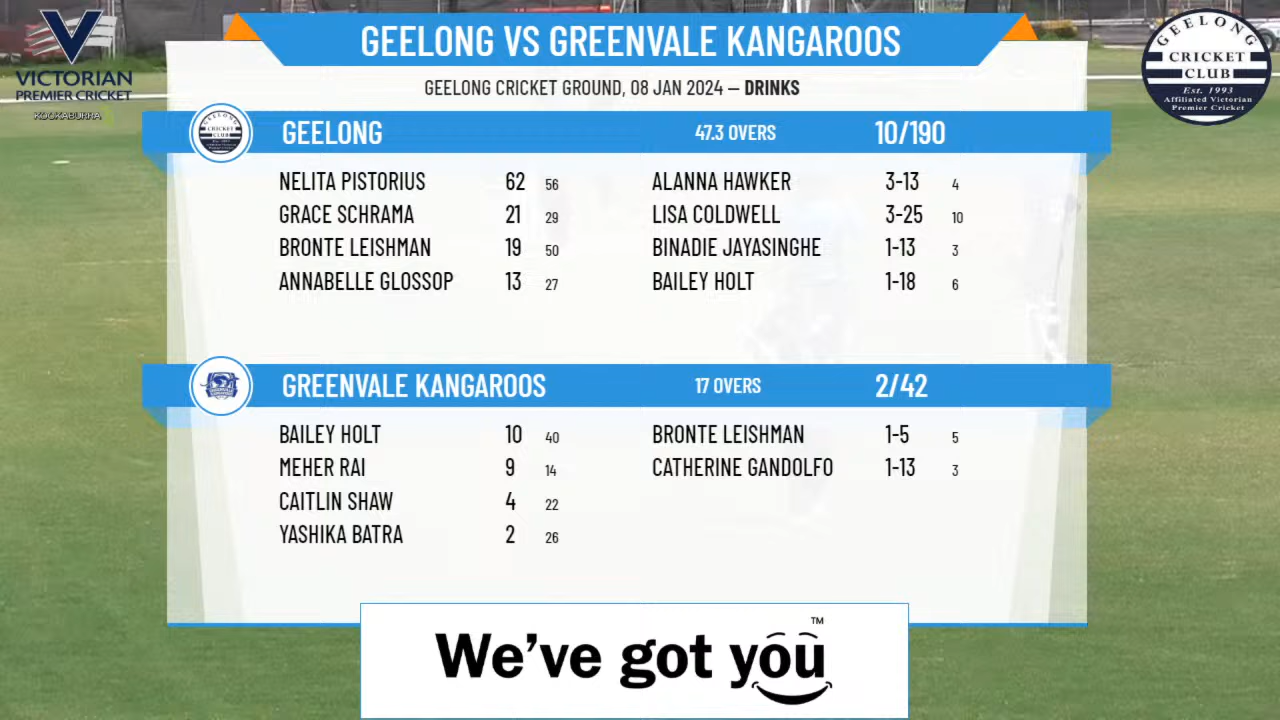 GEELONG VS GREENVALE KANGAROOS
GEELONG CRICKET GROUND, 08 JAN 2024 – DRINKS
VICTORIAN
PREMIER CRICKET
KOOKABURRA
GEELONG
CRICKET
CLUB
Est. 1993
Affiliated Victorian
Premier Cricket
GEELONG 47.3 OVERS 10/190
NELITA PISTORIUS 62 56 ALANNA HAWKER 3-13 4
GRACE SCHRAMA 21 29 LISA COLDWELL 3-25 10
BRONTE LEISHMAN 19 50 BINADIE JAYASINGHE 1-13 3
ANNABELLE GLOSSOP 13 27 BAILEY HOLT 1-18 6
GREENVALE KANGAROOS 17 OVERS 2/42
BAILEY HOLT 10 40 BRONTE LEISHMAN 1-5 5
MEHER RAI 9 14 CATHERINE GANDOLFO 1-13 3
CAITLIN SHAW 4 22
YASHIKA BATRA 2 26
We've got you™